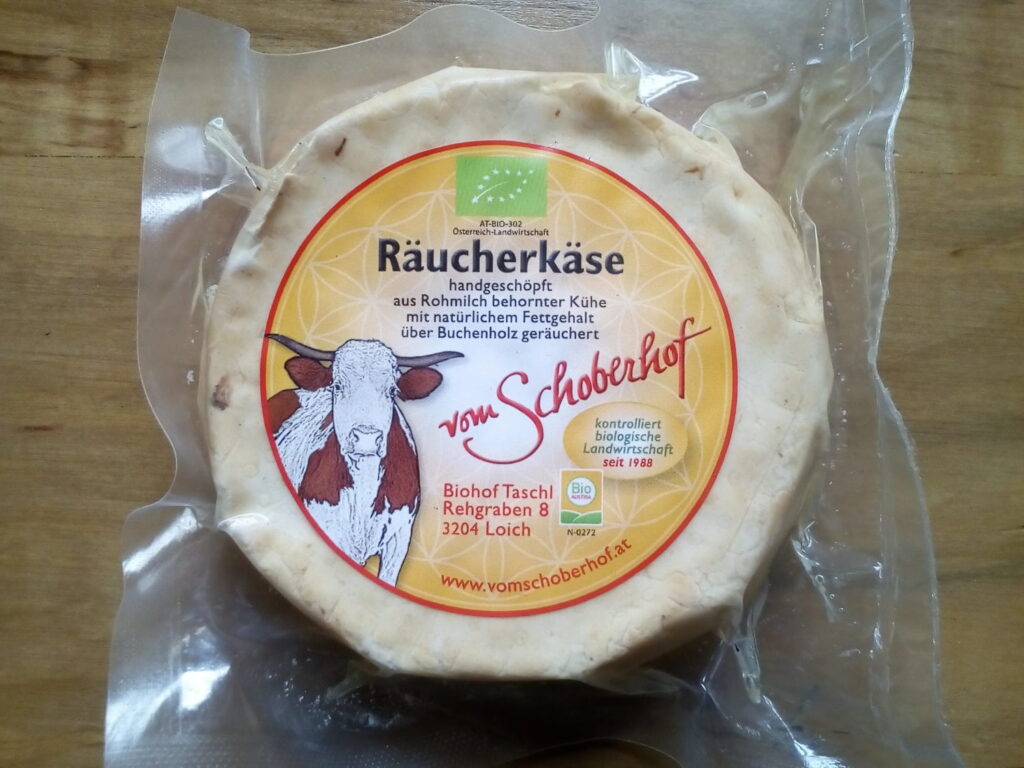 AT-BIO-302
Österreich-Landwirtschaft
Räucherkäse
handgeschöpft
aus Rohmilch behornter Kühe
mit natürlichem Fettgehalt
über Buchenholz geräuchert
vom Schoberhof
kontrolliert
biologische
Landwirtschaft
seit 1988
Biohof Taschl
Rehgraben 8
3204 Loich
Bio
AUSTRIA
N-0272
www.vomschoberhof.at